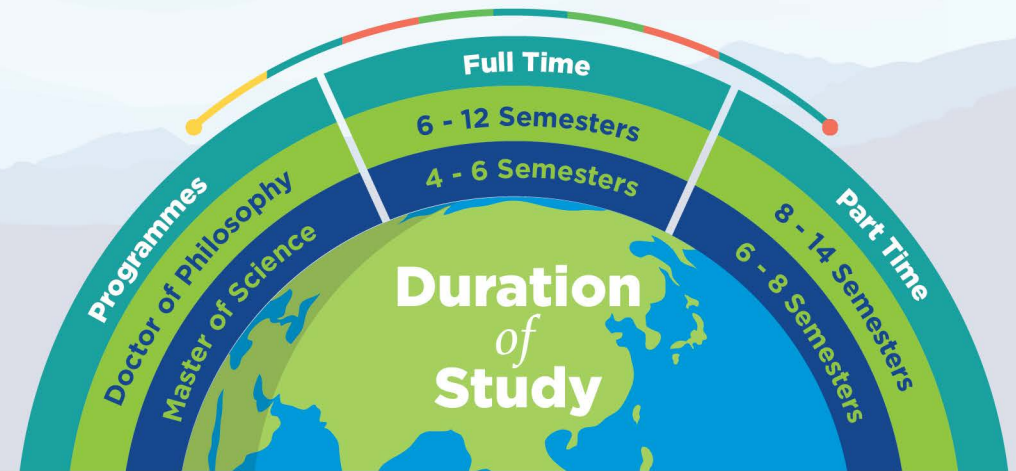 Programmes
Full Time
Part Time
Doctor of Philosophy
6 - 12 Semesters
8 - 14 Semesters
Master of Science
4 - 6 Semesters
6 - 8 Semesters
Duration
of
Study